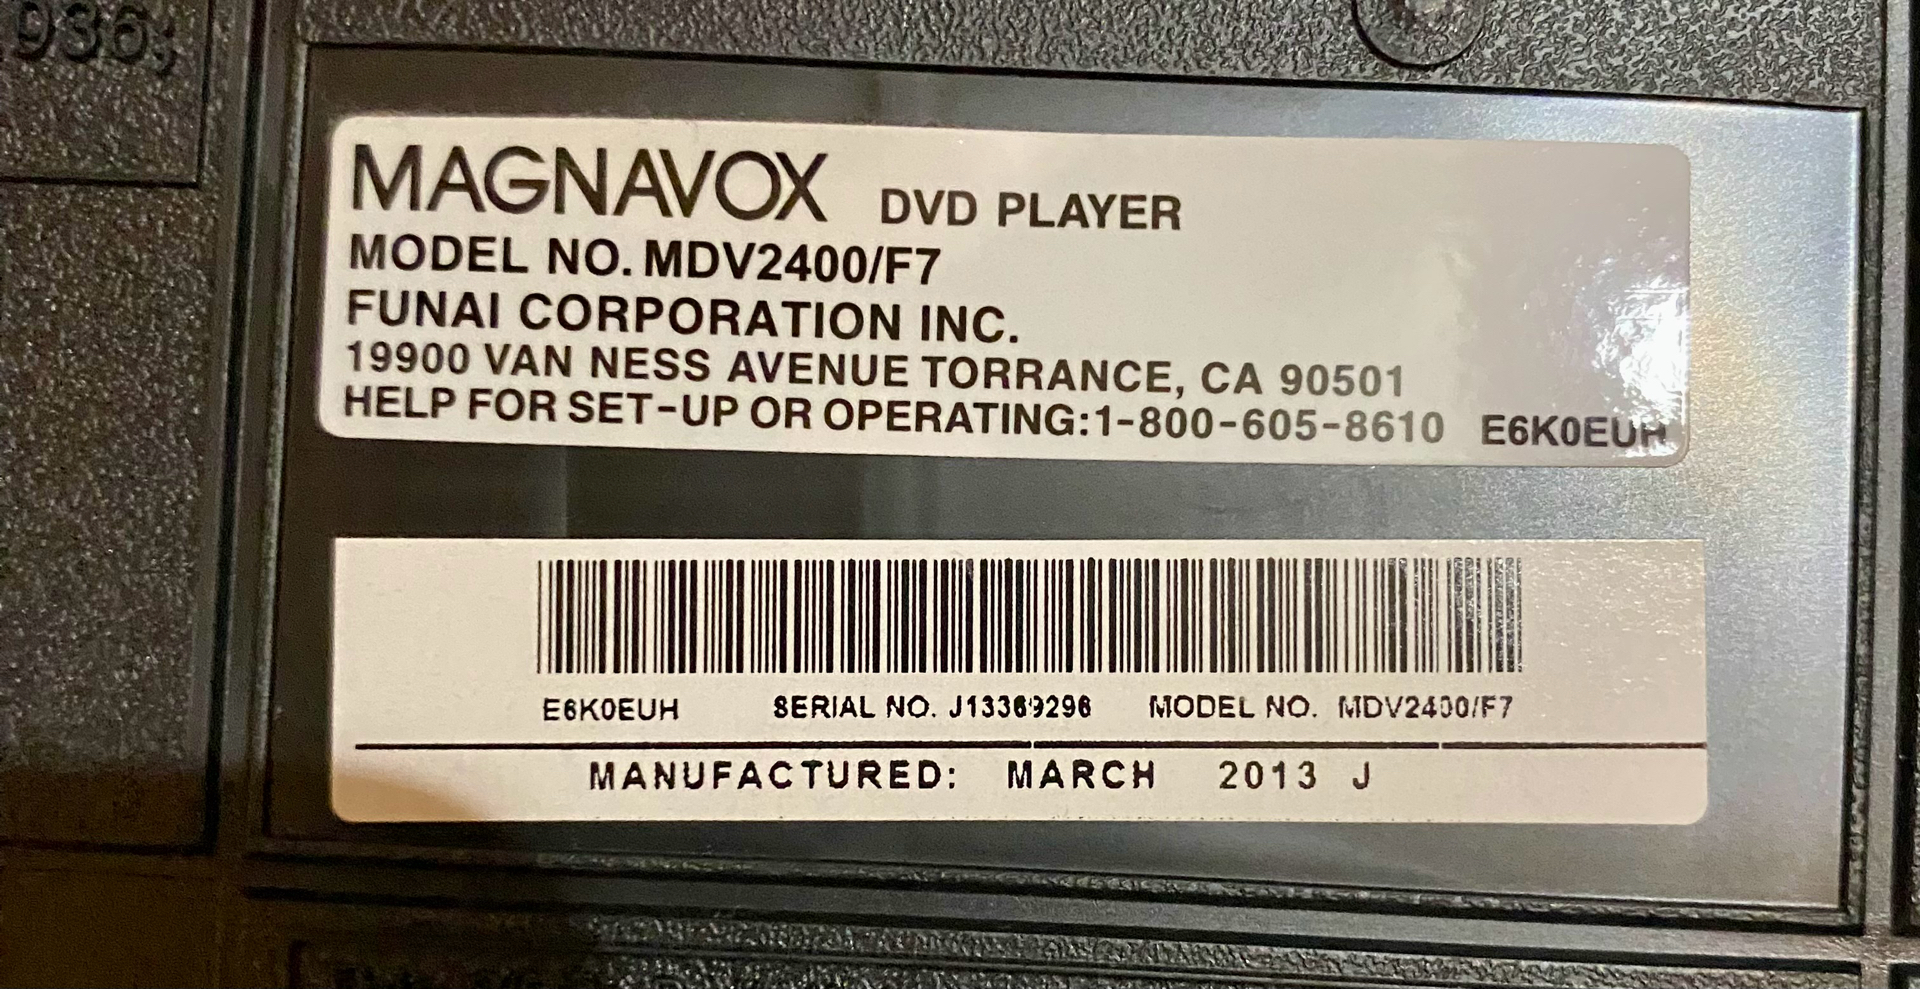 936;
MAGNAVOX DVD PLAYER
MODEL NO. MDV2400/F7
FUNAI CORPORATION INC.
19900 VAN NESS AVENUE TORRANCE, CA 90501
HELP FOR SET-UP OR OPERATING:1-800-605-8610 E6K0EUH
E6K0EUH SERIAL NO. J13369296 MODEL NO. MDV2400/F7
MANUFACTURED: MARCH 2013 J